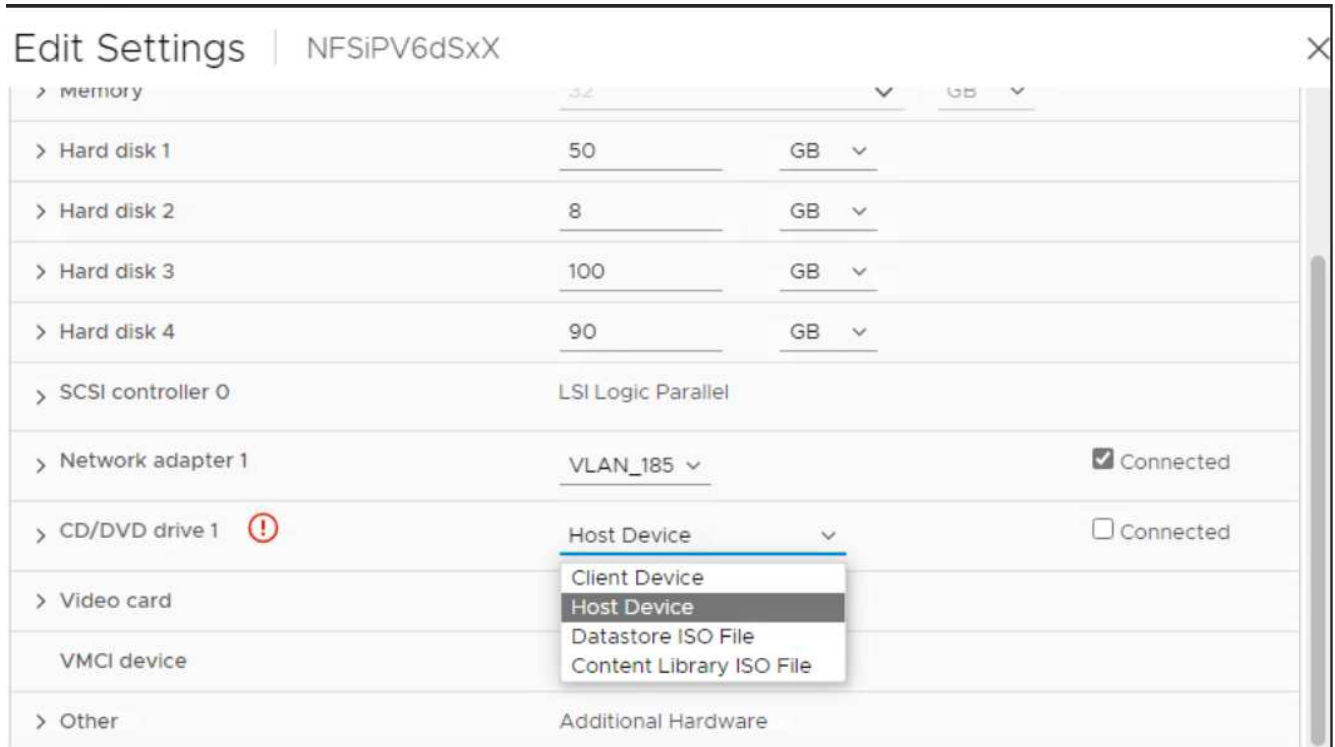 Edit Settings NFSiPV6dSxX
Memory 32 GB
Hard disk 1 50 GB
Hard disk 2 8 GB
Hard disk 3 100 GB
Hard disk 4 90 GB
SCSI controller 0 LSI Logic Parallel
Network adapter 1 VLAN_185 Connected
CD/DVD drive 1 Host Device Connected
Client Device
Video card Host Device
Datastore ISO File
VMCI device Content Library ISO File
Other Additional Hardware